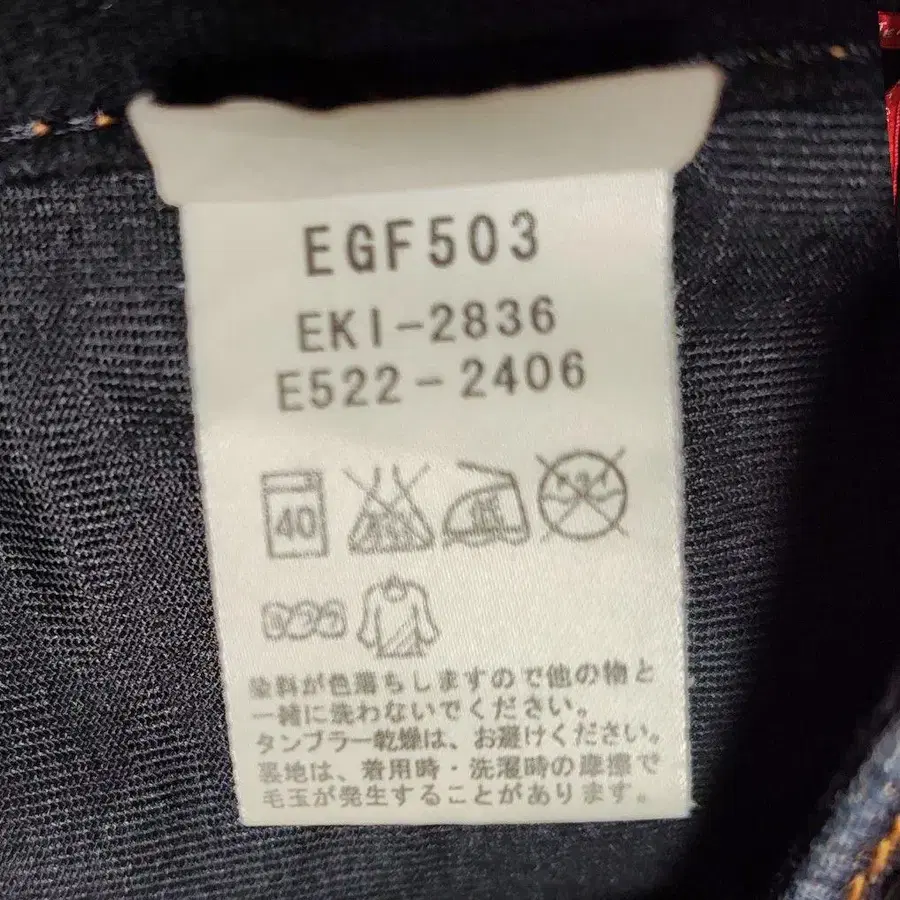 EGF503
EKI-2836
E522-2406
40
染料が色落ちしますので他の物と
一緒に洗わないでください。
タンブラー乾燥は、お避けください。
裏地は、着用時・洗濯時の摩擦で
毛玉が発生することがあります。